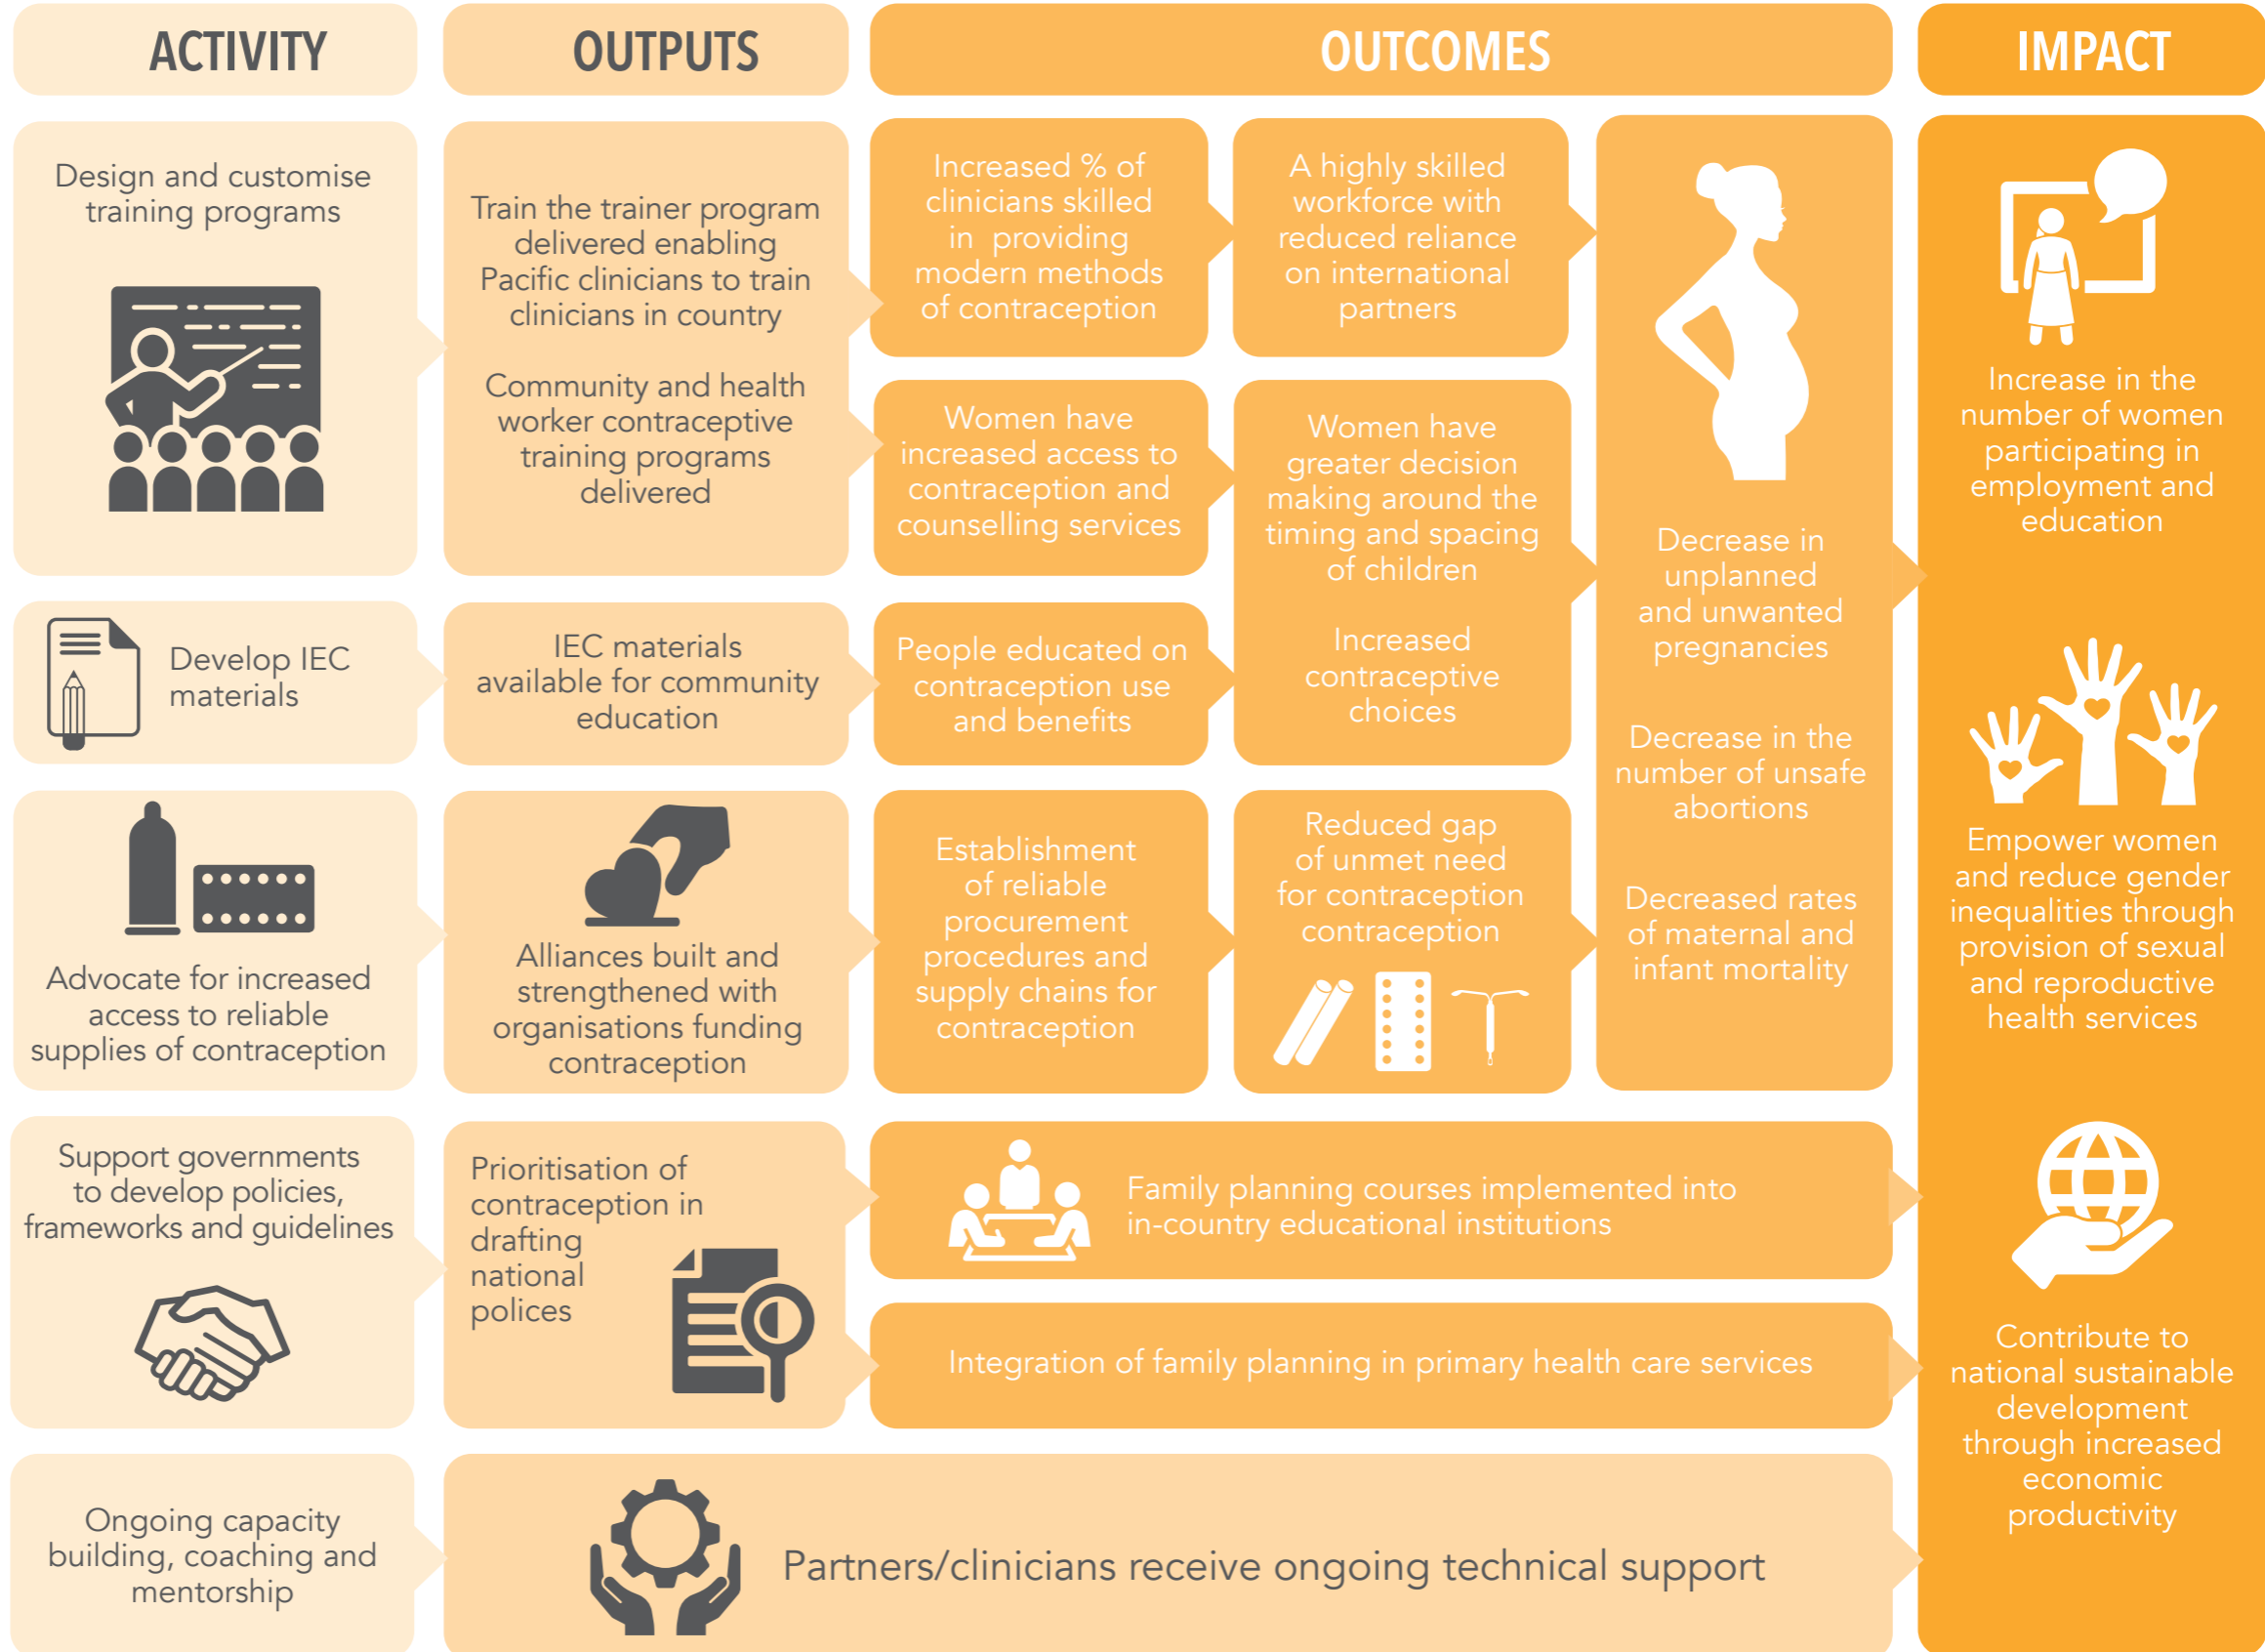 ACTIVITY
OUTPUTS
OUTCOMES
IMPACT
Design and customise
training programs
Train the trainer program
delivered enabling
Pacific clinicians to train
clinicians in country
Community and health
worker contraceptive
training programs
delivered
Increased % of
clinicians skilled
in providing
modern methods
of contraception
A highly skilled
workforce with
reduced reliance
on international
partners
Women have
increased access to
contraception and
counselling services
Women have
greater decision
making around the
timing and spacing
of children
Increased
contraceptive
choices
Decrease in
unplanned
and unwanted
pregnancies
Decrease in the
number of unsafe
abortions
Decreased rates
of maternal and
infant mortality
Increase in the
number of women
participating in
employment and
education
Empower women
and reduce gender
inequalities through
provision of sexual
and reproductive
health services
Contribute to
national sustainable
development
through increased
economic
productivity
Develop IEC
materials
IEC materials
available for community
education
People educated on
contraception use
and benefits
Advocate for increased
access to reliable
supplies of contraception
Alliances built and
strengthened with
organisations funding
contraception
Establishment
of reliable
procurement
procedures and
supply chains for
contraception
Reduced gap
of unmet need
for contraception
contraception
Support governments
to develop policies,
frameworks and guidelines
Prioritisation of
contraception in
drafting
national
polices
Family planning courses implemented into
in-country educational institutions
Integration of family planning in primary health care services
Ongoing capacity
building, coaching and
mentorship
Partners/clinicians receive ongoing technical support